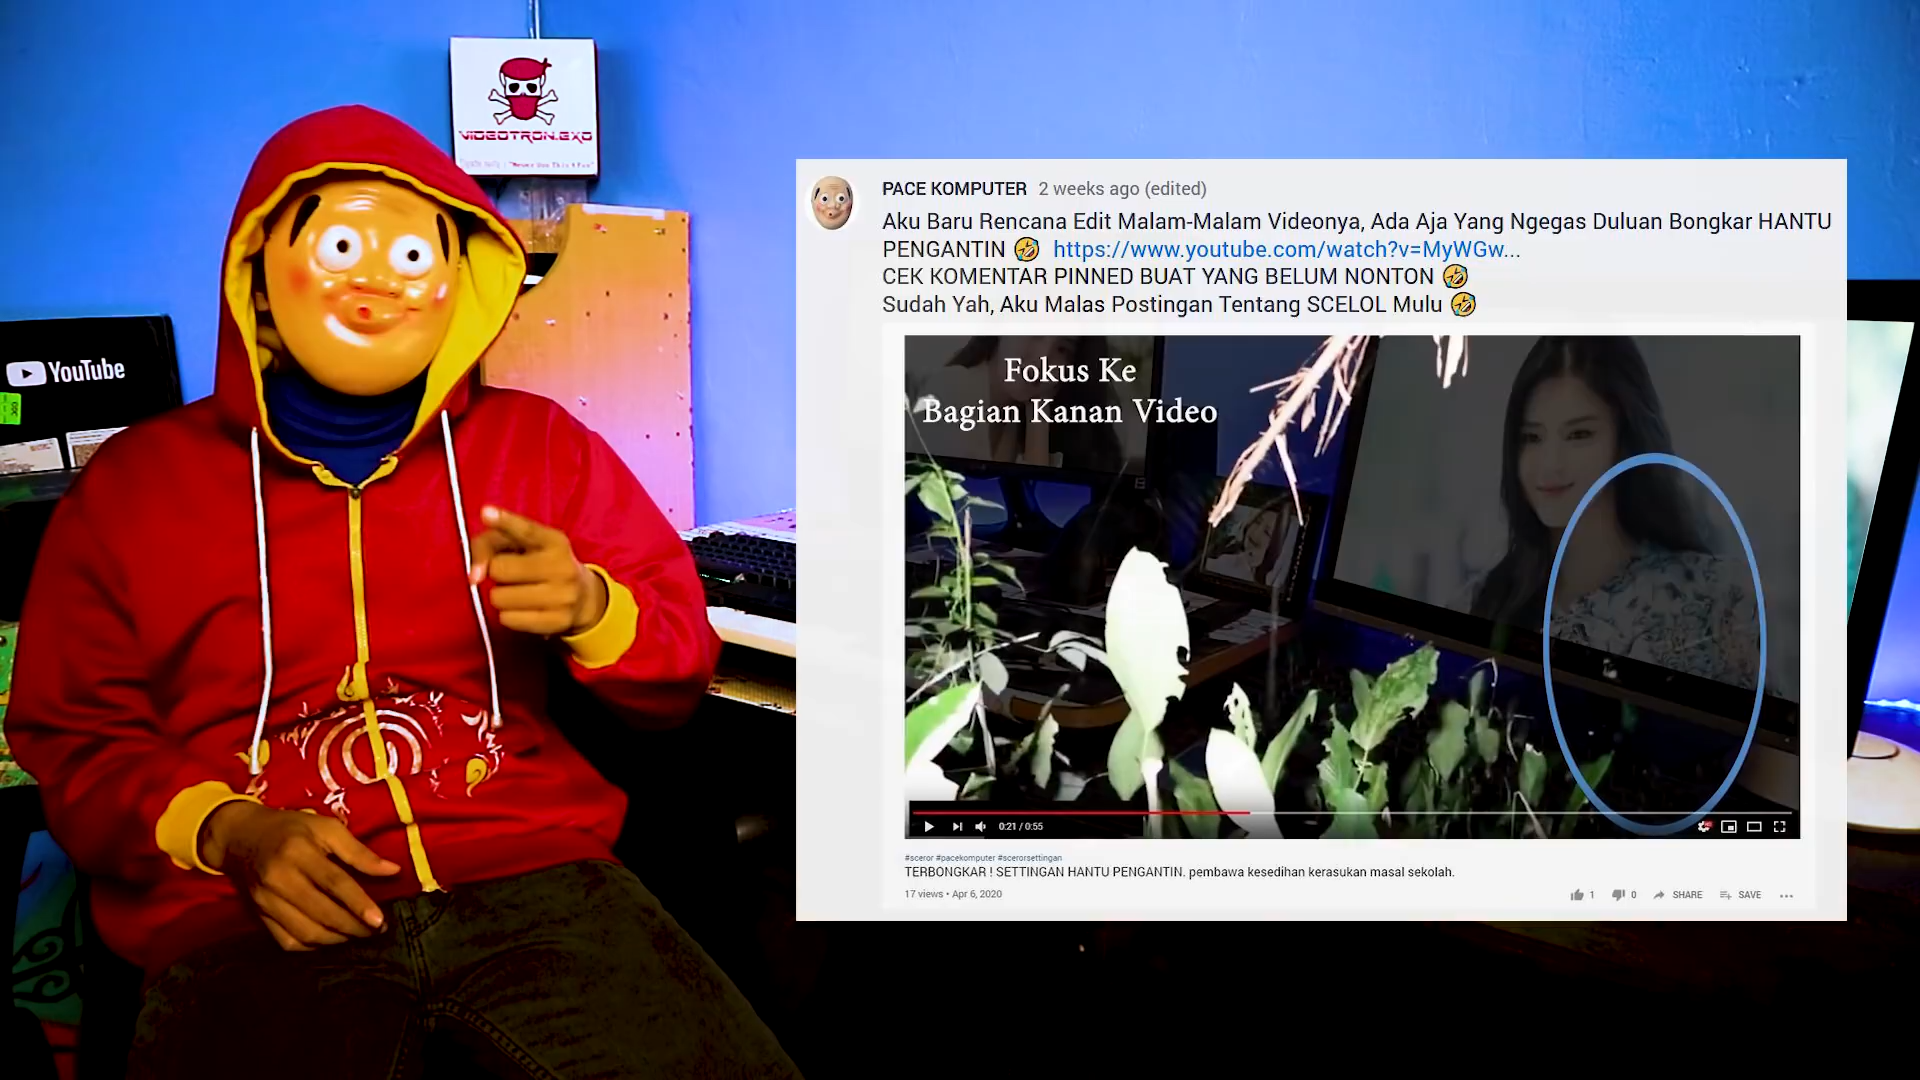 VIDEOTRON.EXO
YouTube
PACE KOMPUTER 2 weeks ago (edited)
Aku Baru Rencana Edit Malam-Malam Videonya, Ada Aja Yang Ngegas Duluan Bongkar HANTU
PENGANTIN 🤣 https://www.youtube.com/watch?v=MyWGw...
CEK KOMENTAR PINNED BUAT YANG BELUM NONTON 🤣
Sudah Yah, Aku Malas Postingan Tentang SCELOL Mulu 🤣
Fokus Ke
Bagian Kanan Video
0:21 / 0:55
#sceror #pacekomputer #scerorsettingan
TERBONGKAR ! SETTINGAN HANTU PENGANTIN. pembawa kesedihan kerasukan masal sekolah.
17 views • Apr 6, 2020
1 0 SHARE SAVE ...